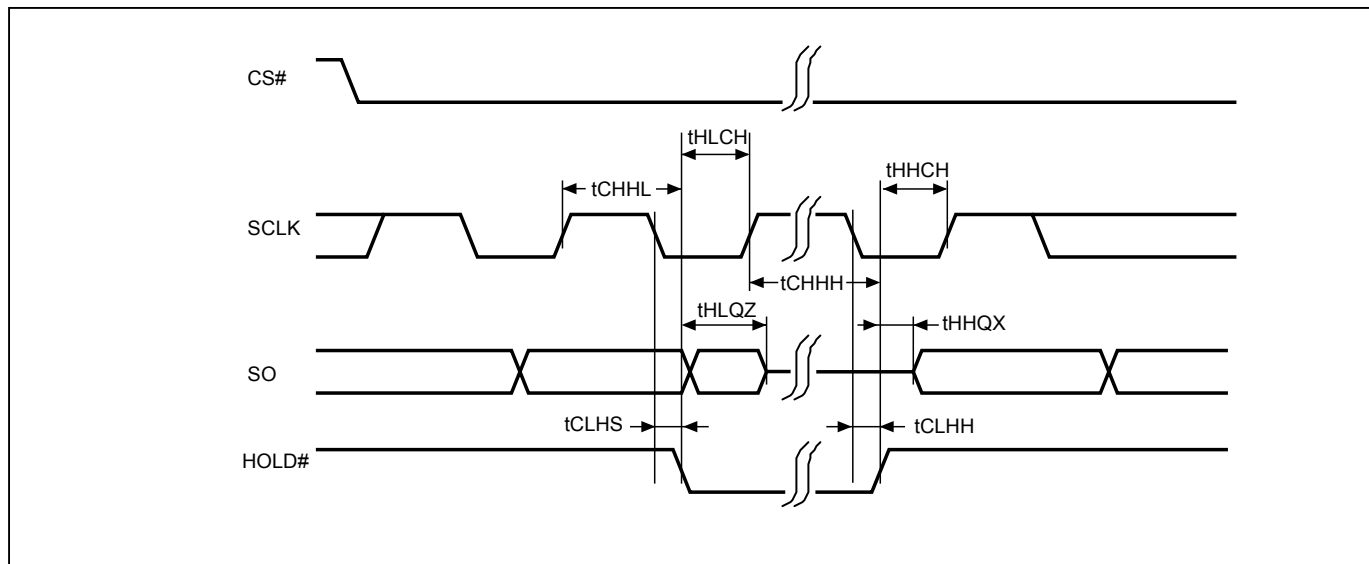 CS#
tHLCH
tHHCH
tCHHL
SCLK
tCHHH
tHLQZ
tHHQX
SO
tCLHS
tCLHH
HOLD#